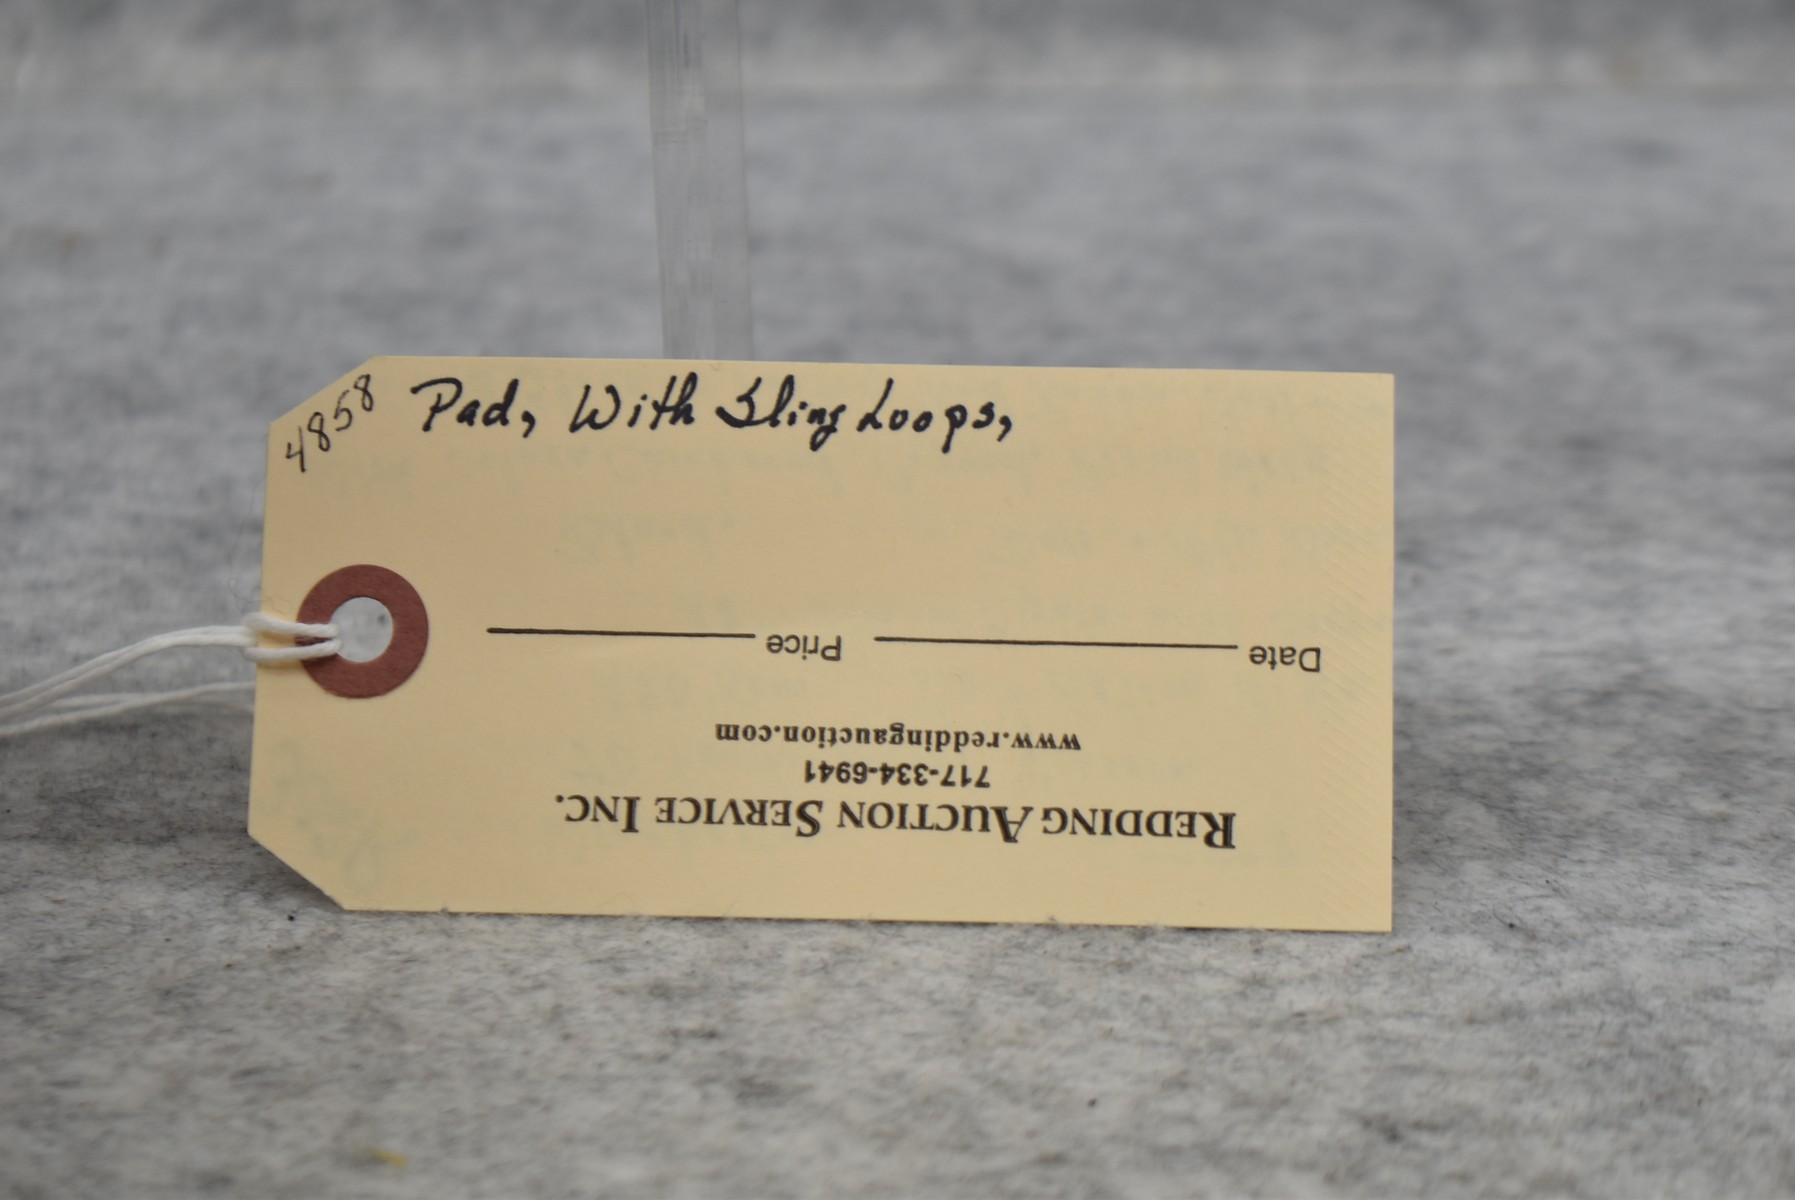 4858
Pad, With Sling Loops,
REDDING AUCTION SERVICE INC.
717-334-6941
www.reddingauction.com
Date Price